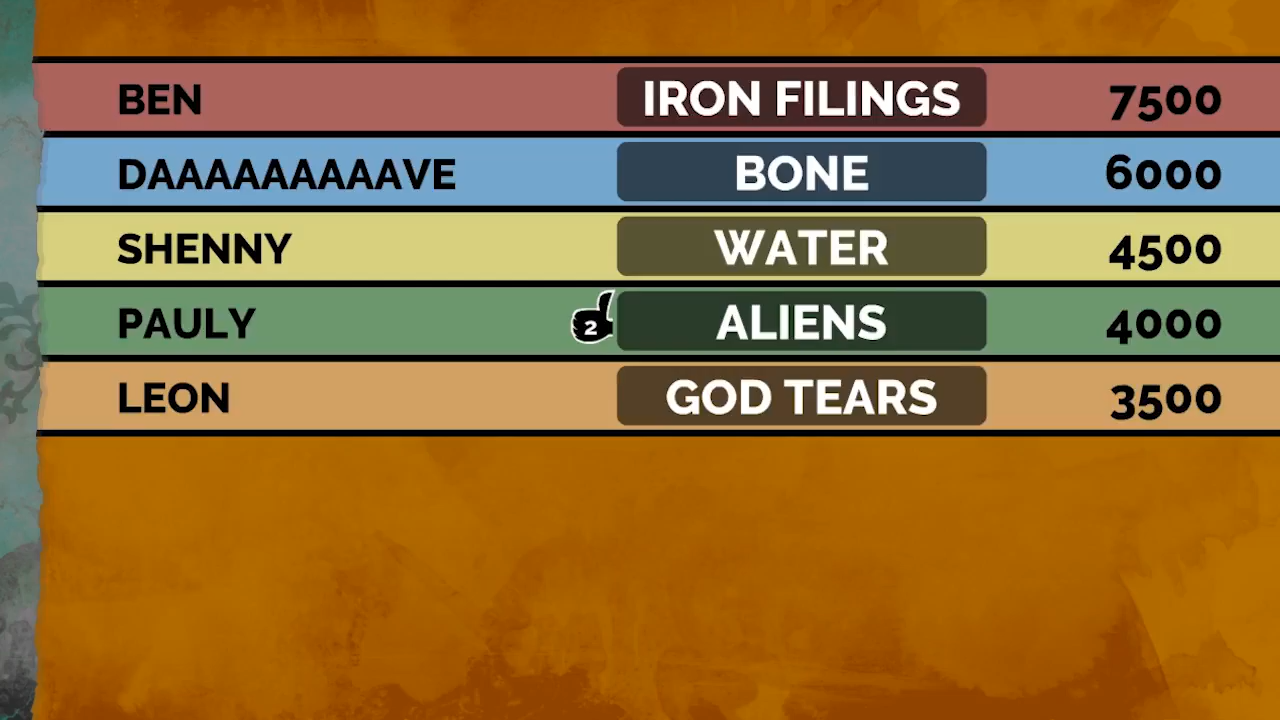 BEN IRON FILINGS 7500
DAAAAAAAAAVE BONE 6000
SHENNY WATER 4500
PAULY 2 ALIENS 4000
LEON GOD TEARS 3500